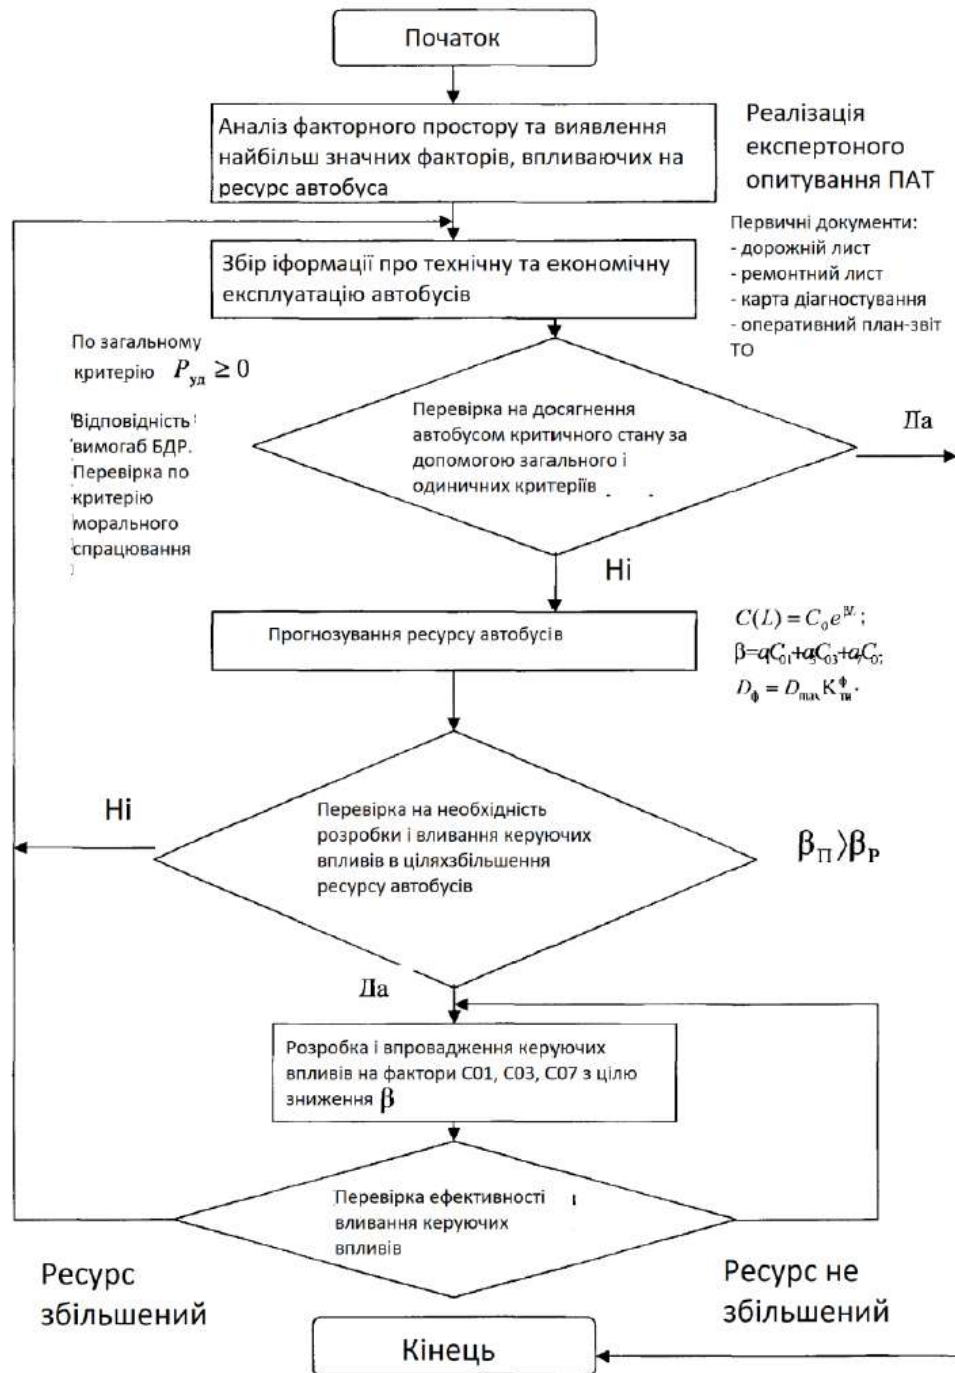 Початок
Аналіз факторного простору та виявлення
найбільш значних факторів, впливаючих на
ресурс автобуса
Реалізація
експертоного
опитування ПАТ
Первичні документи:
- дорожній лист
- ремонтний лист
- карта діагностування
- оперативний план-звіт
ТО
Збір іформації про технічну та економічну
експлуатацію автобусів
По загальному
критерію P_уд ≥ 0
Відповідність
вимогаб БДР.
Перевірка по
критерію
морального
спрацювання
Перевірка на досягнення
автобусом критичного стану за
допомогою загального і
одиничних критеріїв
Да
Ні
Прогнозування ресурсу автобусів
C(L) = C₀e^βL ;
β=a₁C₀₁+a₃C₀₃+a₇C₀₇
D_ф = D_max K^ф_ти.
Ні
Перевірка на необхідність
розробки і вливання керуючих
впливів в ціляхзбільшення
ресурсу автобусів
β_П⟩β_Р
Да
Розробка і впровадження керуючих
впливів на фактори С01, С03, С07 з цілю
зниження β
Перевірка ефективності
вливання керуючих
впливів
Ресурс
збільшений
Ресурс не
збільшений
Кінець